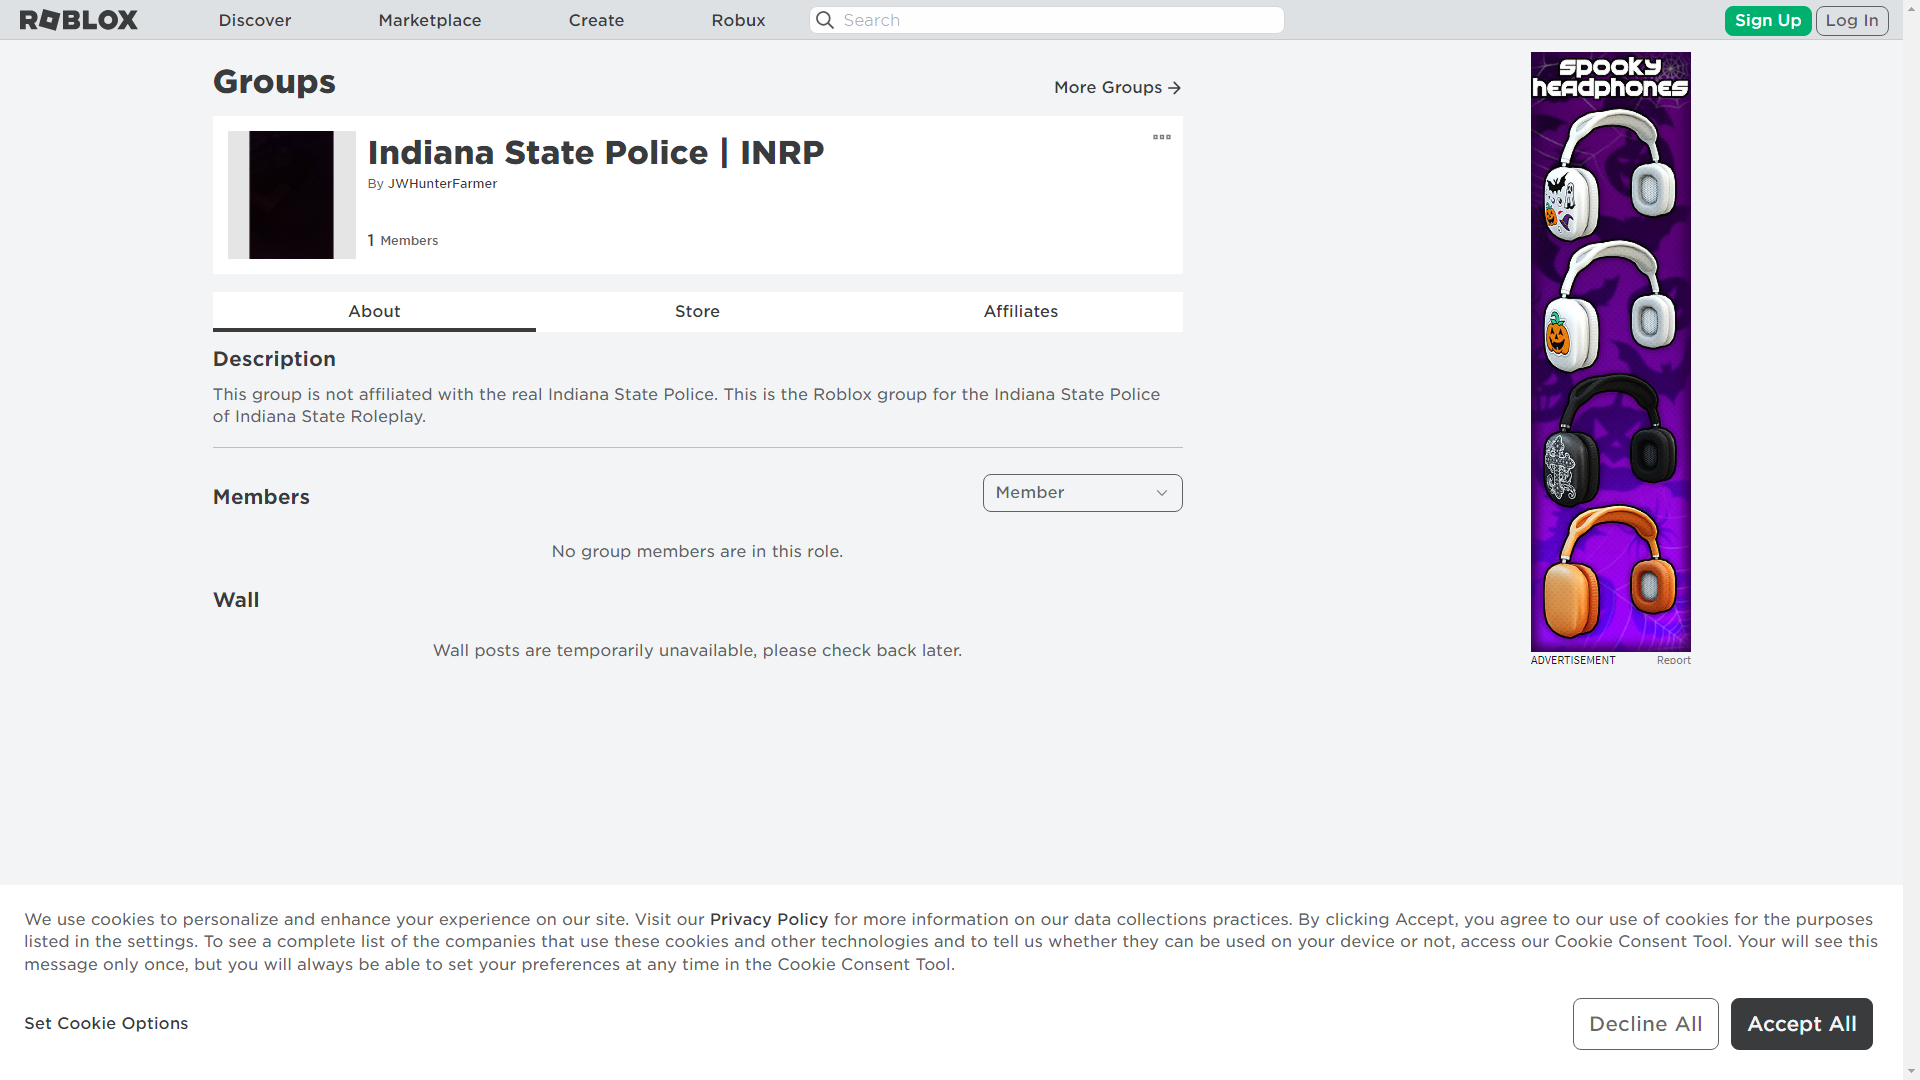 ROBLOX
Discover
Marketplace
Create
Robux
Search
Sign Up
Log In
Groups
More Groups
Indiana State Police | INRP
By JWHunterFarmer
1 Members
About
Store
Affiliates
Description
This group is not affiliated with the real Indiana State Police. This is the Roblox group for the Indiana State Police
of Indiana State Roleplay.
Members
Member
No group members are in this role.
Wall
Wall posts are temporarily unavailable, please check back later.
spooky
headphones
ADVERTISEMENT
Report
We use cookies to personalize and enhance your experience on our site. Visit our Privacy Policy for more information on our data collections practices. By clicking Accept, you agree to our use of cookies for the purposes
listed in the settings. To see a complete list of the companies that use these cookies and other technologies and to tell us whether they can be used on your device or not, access our Cookie Consent Tool. Your will see this
message only once, but you will always be able to set your preferences at any time in the Cookie Consent Tool.
Set Cookie Options
Decline All
Accept All